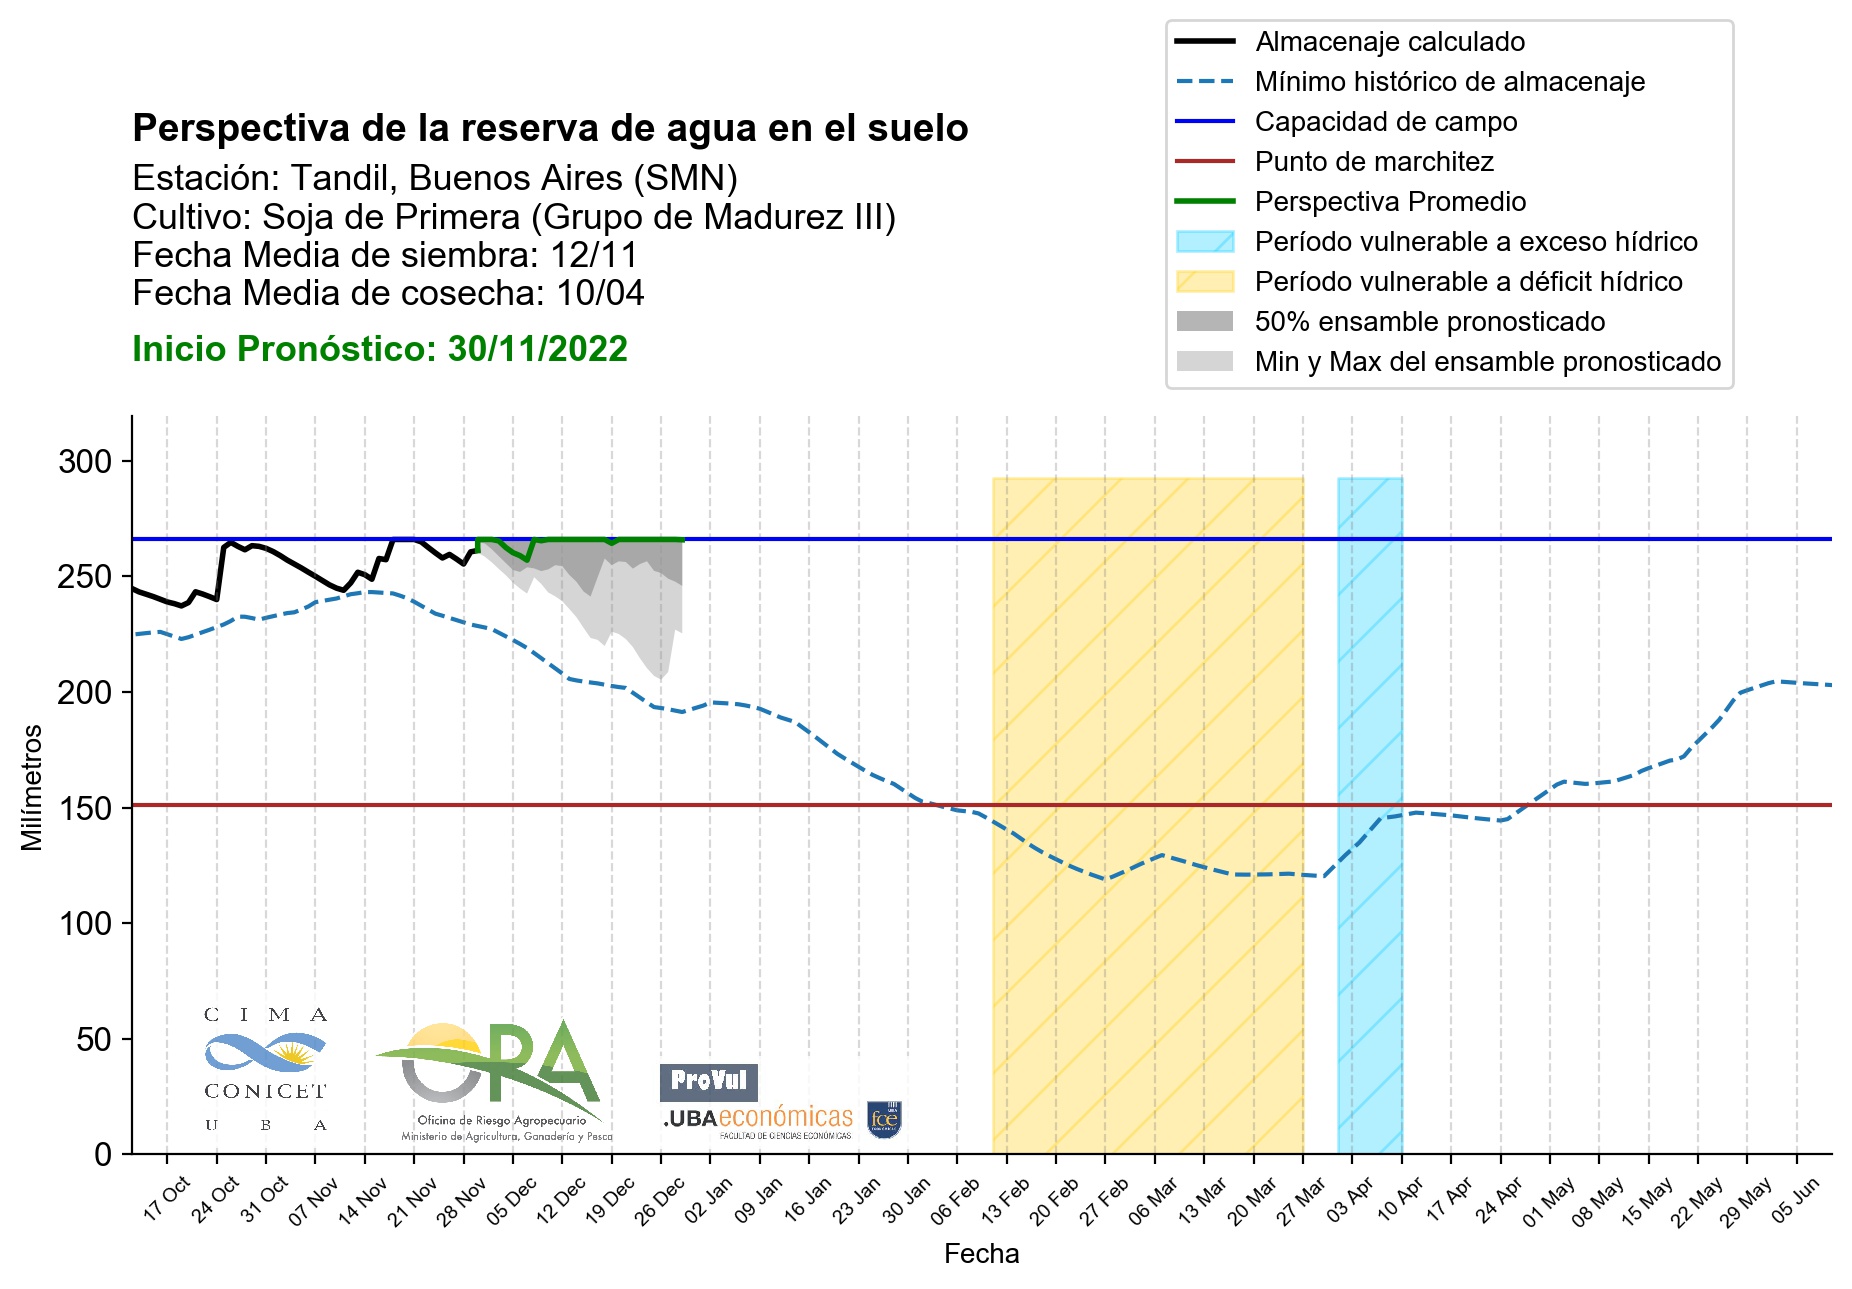 Almacenaje calculado
Mínimo histórico de almacenaje
Capacidad de campo
Punto de marchitez
Perspectiva Promedio
Período vulnerable a exceso hídrico
Período vulnerable a déficit hídrico
50% ensamble pronosticado
Min y Max del ensamble pronosticado
Perspectiva de la reserva de agua en el suelo
Estación: Tandil, Buenos Aires (SMN)
Cultivo: Soja de Primera (Grupo de Madurez III)
Fecha Media de siembra: 12/11
Fecha Media de cosecha: 10/04
Inicio Pronóstico: 30/11/2022
Milímetros
300
250
200
150
100
50
0
CIMA
CONICET
UBA
ORA
Oficina de Riesgo Agropecuario
Ministerio de Agricultura, Ganadería y Pesca
ProVul
.UBAeconómicas
FACULTAD DE CIENCIAS ECONÓMICAS
fce
17 Oct
24 Oct
31 Oct
07 Nov
14 Nov
21 Nov
28 Nov
05 Dec
12 Dec
19 Dec
26 Dec
02 Jan
09 Jan
16 Jan
23 Jan
30 Jan
06 Feb
13 Feb
20 Feb
27 Feb
06 Mar
13 Mar
20 Mar
27 Mar
03 Apr
10 Apr
17 Apr
24 Apr
01 May
08 May
15 May
22 May
29 May
05 Jun
Fecha